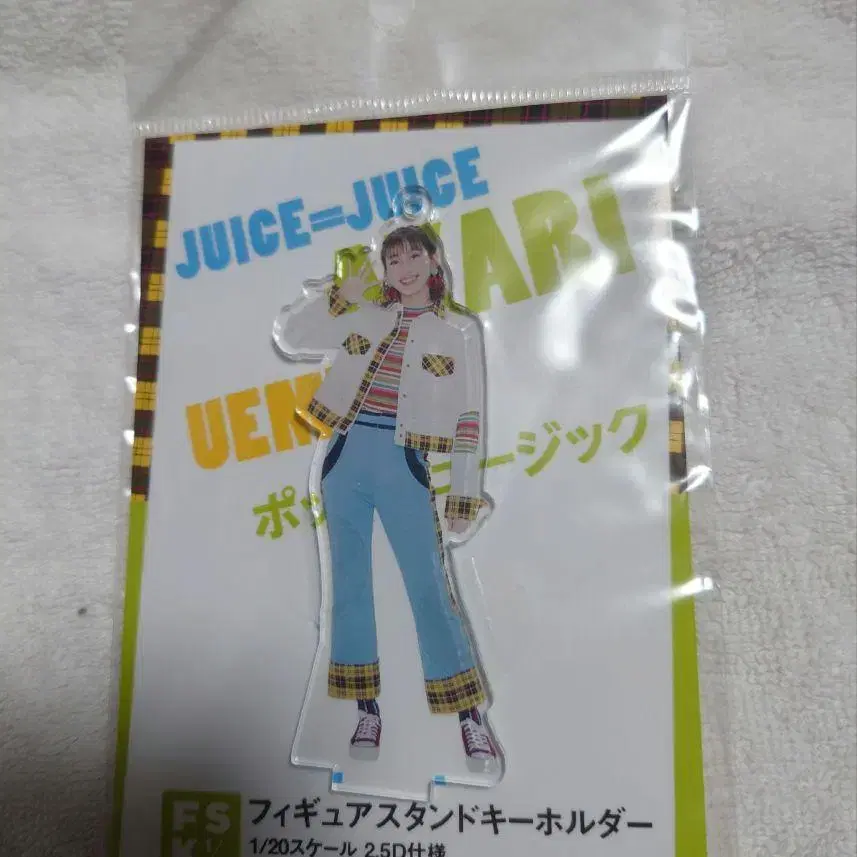 JUICE=JUICE
ARI
UEM
ポッ ージック
FS
K
フィギュアスタンドキーホルダー
1/20スケール 2.5D仕様